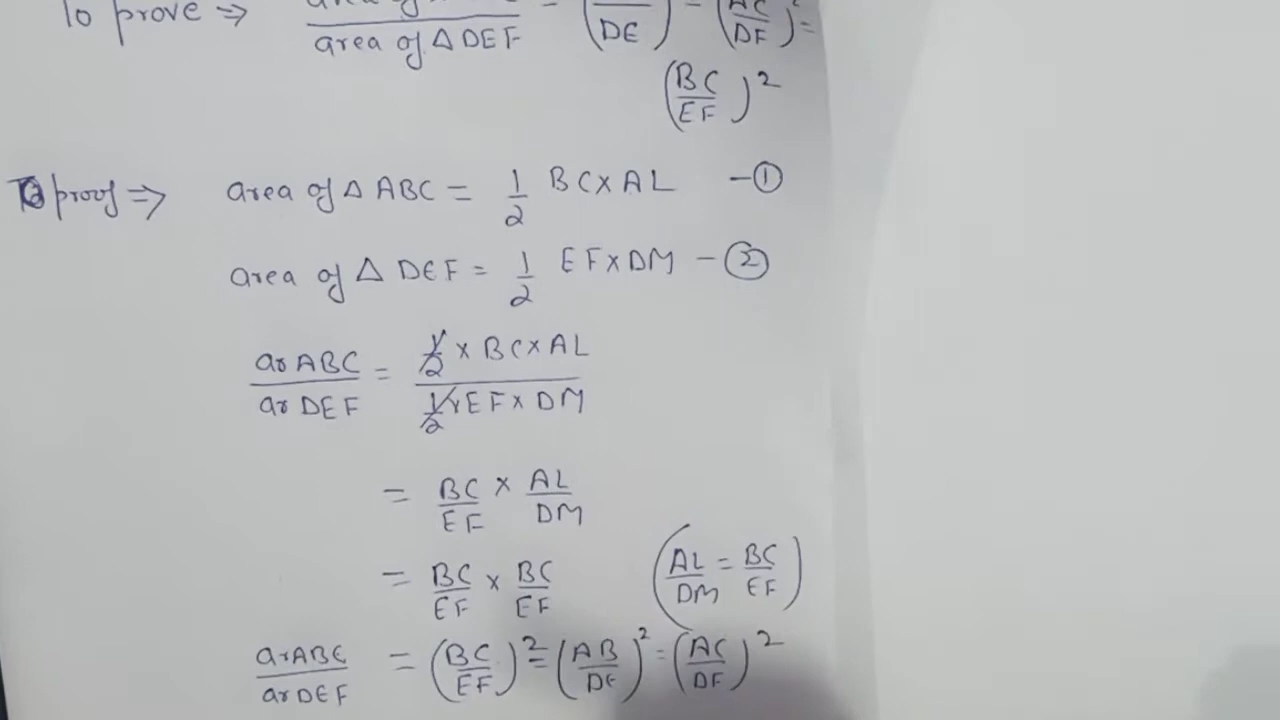 To prove ⇒ area of △ DEF (DE) = (AC/DF)² =
(BC/EF)²
proof ⇒ area of △ ABC = 1/2 BC × AL - ①
area of △ DEF = 1/2 EF × DM - ②
ar ABC/ar DEF = 1/2 × BC × AL/1/2 × EF × DM
= BC/EF × AL/DM
= BC/EF × BC/EF (AL/DM = BC/EF)
ar ABC/ar DEF = (BC/EF)² = (AB/DE)² = (AC/DF)²